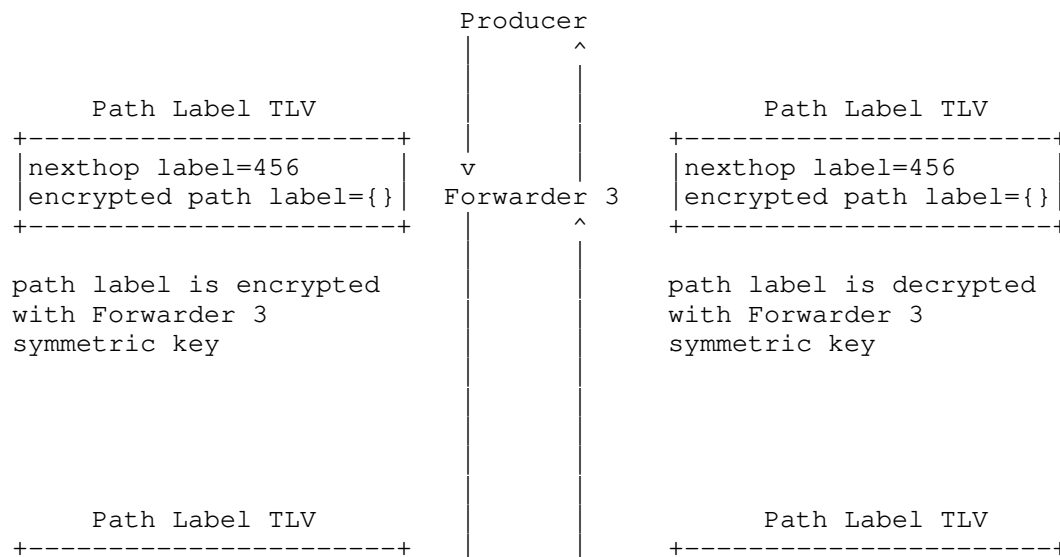 Producer
                            |      ^
                            |      |
     Path Label TLV         |      |           Path Label TLV
+------------------------+  |      |     +------------------------+
|nexthop label=456       |  v      |     |nexthop label=456       |
|encrypted path label={}|  Forwarder 3   |encrypted path label={}|
+------------------------+  |      ^     +------------------------+
                            |      |
path label is encrypted     |      |     path label is decrypted
with Forwarder 3            |      |     with Forwarder 3
symmetric key               |      |     symmetric key
                            |      |
     Path Label TLV         |      |           Path Label TLV
+------------------------+  |      |     +------------------------+